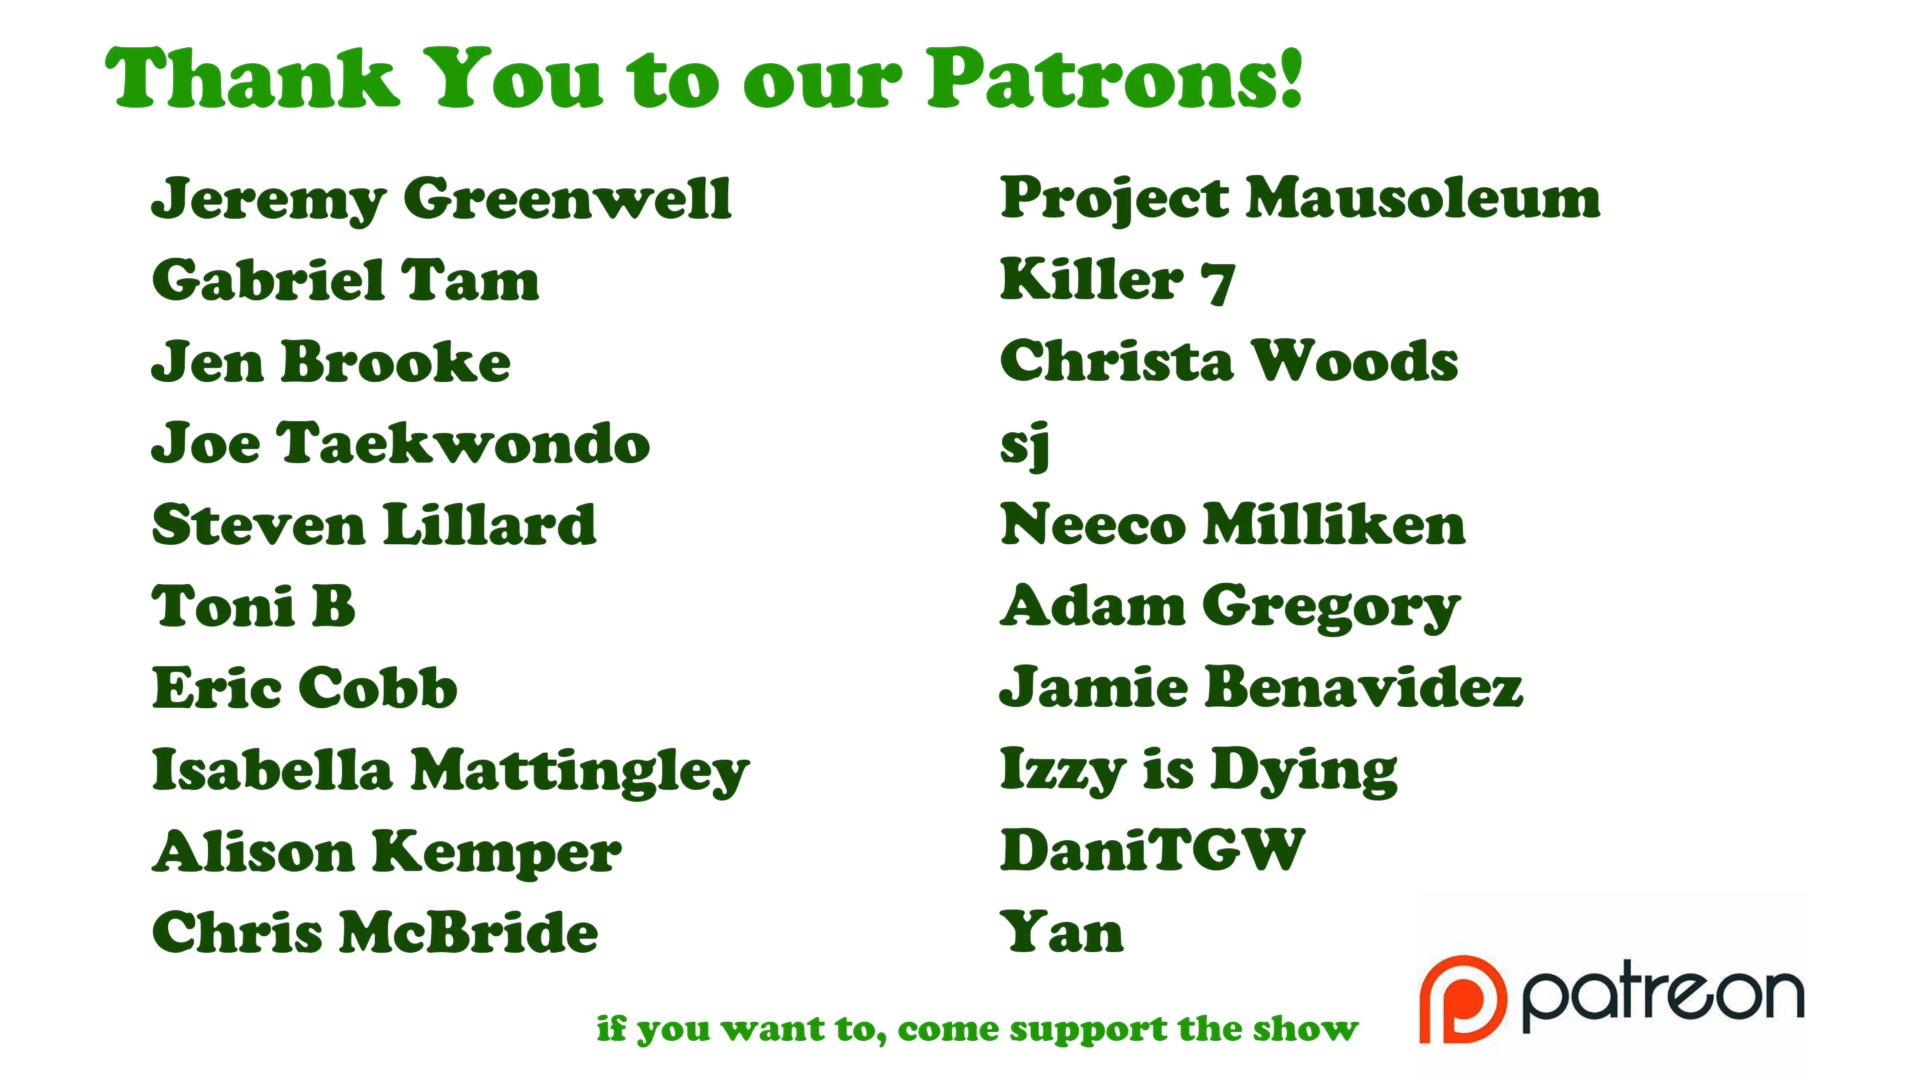 Thank You to our Patrons!
Jeremy Greenwell
Gabriel Tam
Jen Brooke
Joe Taekwondo
Steven Lillard
Toni B
Eric Cobb
Isabella Mattingley
Alison Kemper
Chris McBride
Project Mausoleum
Killer 7
Christa Woods
sj
Neeco Milliken
Adam Gregory
Jamie Benavidez
Izzy is Dying
DaniTGW
Yan
if you want to, come support the show
patreon